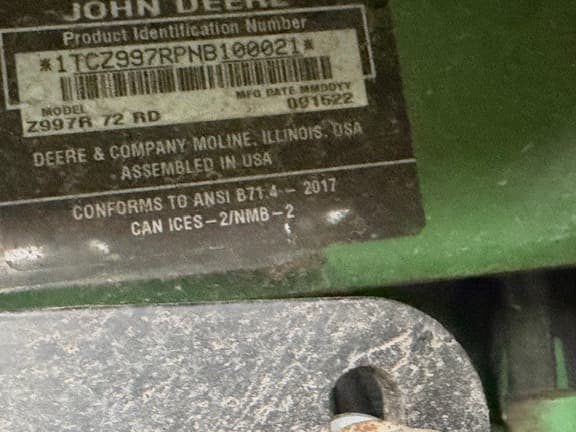 JOHN DEERE
Product Identification Number
*1TCZ997RPNB100021*
MODEL MFG DATE MMDDYY
Z997R 72 RD 091522
DEERE & COMPANY MOLINE, ILLINOIS, USA
ASSEMBLED IN USA
CONFORMS TO ANSI B71.4 - 2017
CAN ICES-2/NMB-2